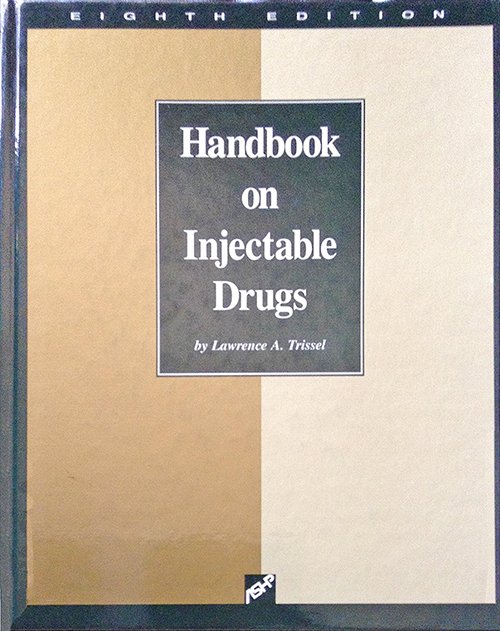 EIGHTH EDITION
Handbook
on
Injectable
Drugs
by Lawrence A. Trissel
ASHP